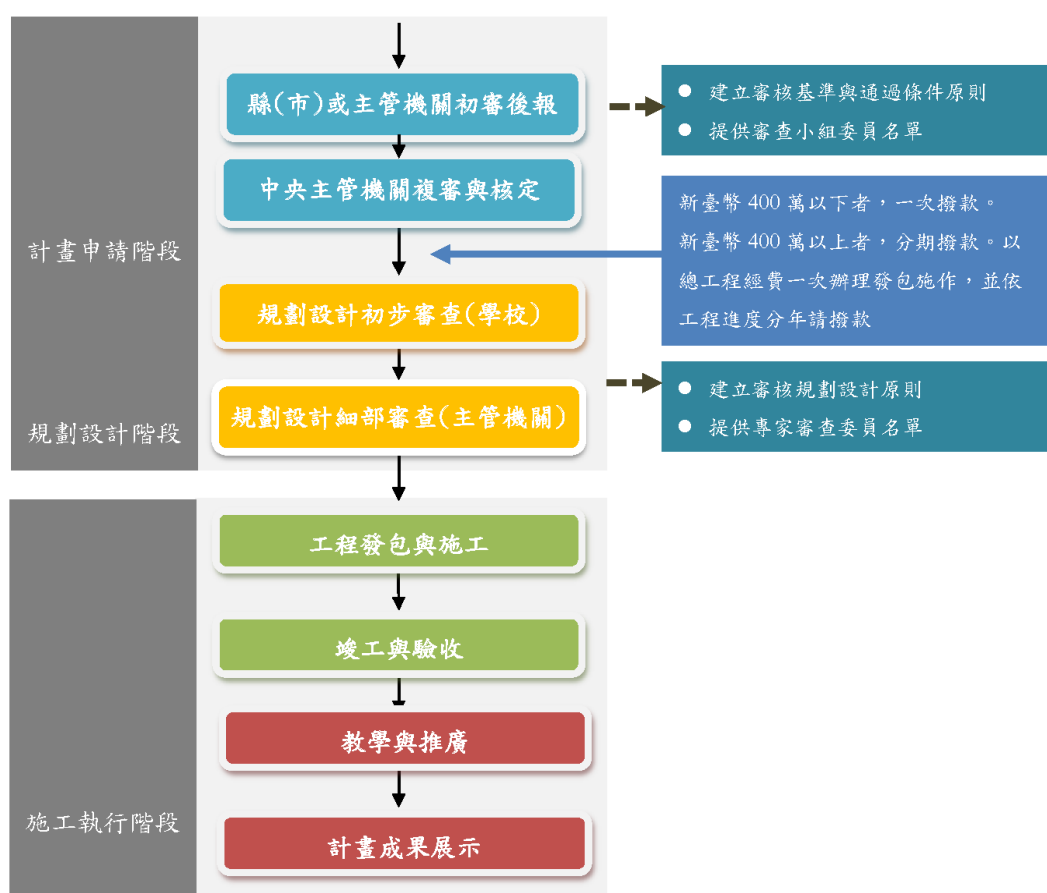 縣(市)或主管機關初審後報
● 建立審核基準與通過條件原則
● 提供審查小組委員名單
中央主管機關複審與核定
計畫申請階段
新臺幣 400 萬以下者，一次撥款。
新臺幣 400 萬以上者，分期撥款。以
總工程經費一次辦理發包施作，並依
工程進度分年請撥款
規劃設計初步審查(學校)
規劃設計階段
規劃設計細部審查(主管機關)
● 建立審核規劃設計原則
● 提供專家審查委員名單
工程發包與施工
竣工與驗收
教學與推廣
施工執行階段
計畫成果展示